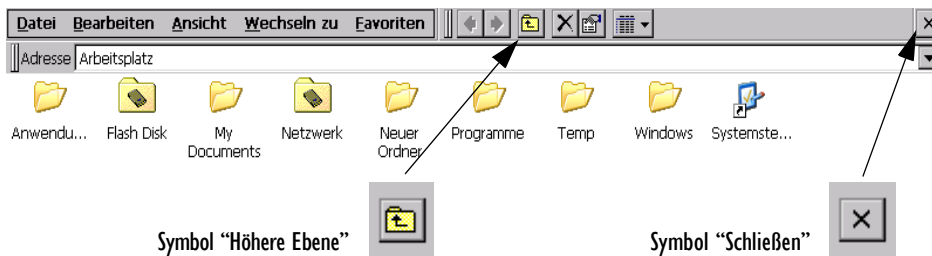 Datei Bearbeiten Ansicht Wechseln zu Favoriten
Adresse Arbeitsplatz
Anwendu... Flash Disk My Documents Netzwerk Neuer Ordner Programme Temp Windows Systemste...
Symbol “Höhere Ebene” Symbol “Schließen”